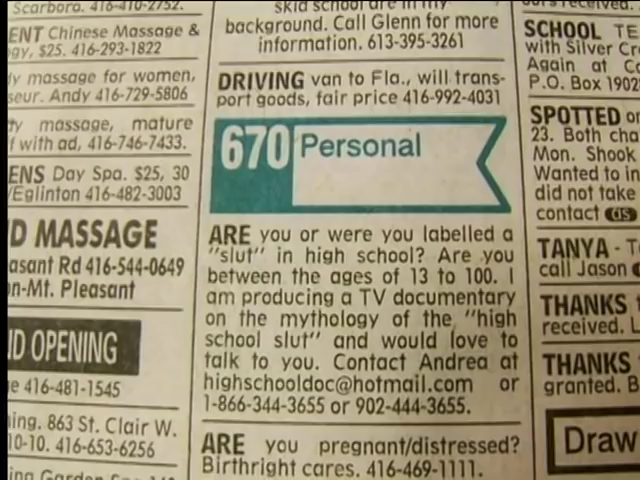 Scarboro. 416-410-2752.
ENT Chinese Massage &
gy, $25. 416-293-1822
y massage for women,
seur. Andy 416-729-5806
y massage, mature
f with ad, 416-746-7433.
ENS Day Spa. $25, 30
/Eglinton 416-482-3003
D MASSAGE
asant Rd 416-544-0649
on-Mt. Pleasant
D OPENING
e 416-481-1545
ing. 863 St. Clair W.
10-10. 416-653-6256
skia school are in my
background. Call Glenn for more
information. 613-395-3261
DRIVING van to Fla., will trans-
port goods, fair price 416-992-4031
670 Personal
ARE you or were you labelled a
"slut" in high school? Are you
between the ages of 13 to 100. I
am producing a TV documentary
on the mythology of the "high
school slut" and would love to
talk to you. Contact Andrea at
highschooldoc@hotmail.com or
1-866-344-3655 or 902-444-3655.
ARE you pregnant/distressed?
Birthright cares. 416-469-1111.
received.
SCHOOL TE
with Silver Cr
Again at Co
P.O. Box 1902
SPOTTED on
23. Both cha
Mon. Shook
Wanted to in
did not take
contact as
TANYA - T
call Jason
THANKS
received. L
THANKS
granted. B
Draw